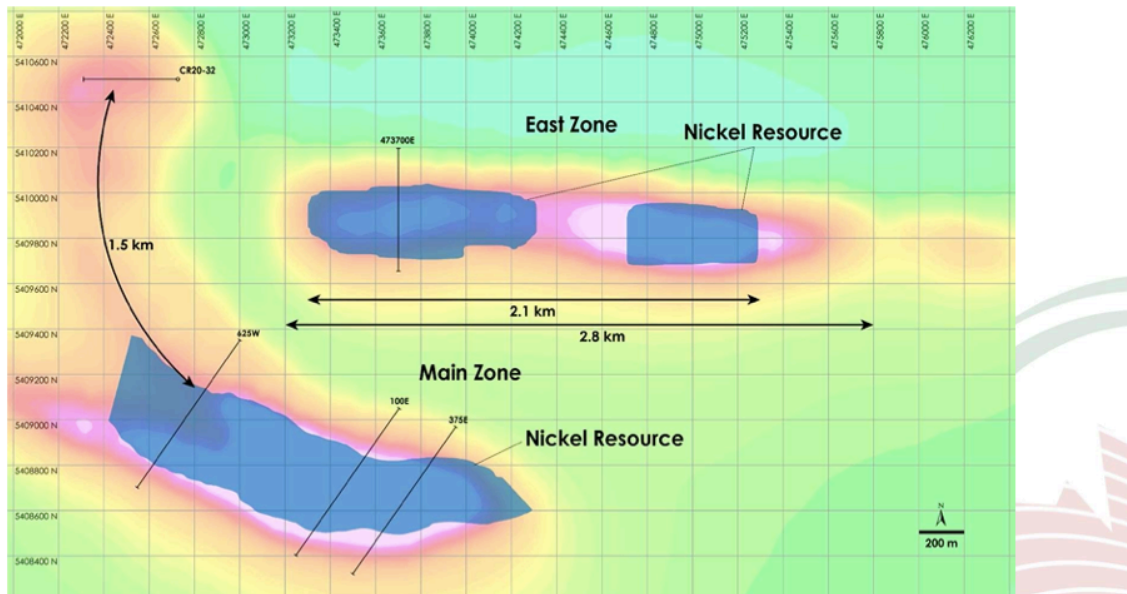 472000 E
472200 E
472400 E
472600 E
472800 E
473000 E
473200 E
473400 E
473600 E
473800 E
474000 E
474200 E
474400 E
474600 E
474800 E
475000 E
475200 E
475400 E
475600 E
475800 E
476000 E
476200 E
5410600 N
CR20-32
5410400 N
East Zone
Nickel Resource
473700E
5410200 N
5410000 N
1.5 km
5409800 N
5409600 N
2.1 km
5409400 N
625W
2.8 km
5409200 N
Main Zone
100E
5409000 N
375E
Nickel Resource
5408800 N
5408600 N
N
200 m
5408400 N